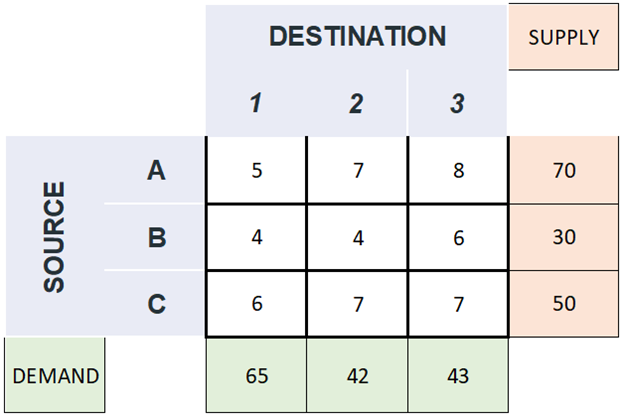 DESTINATION SUPPLY
1 2 3
SOURCE
A 5 7 8 70
B 4 4 6 30
C 6 7 7 50
DEMAND 65 42 43